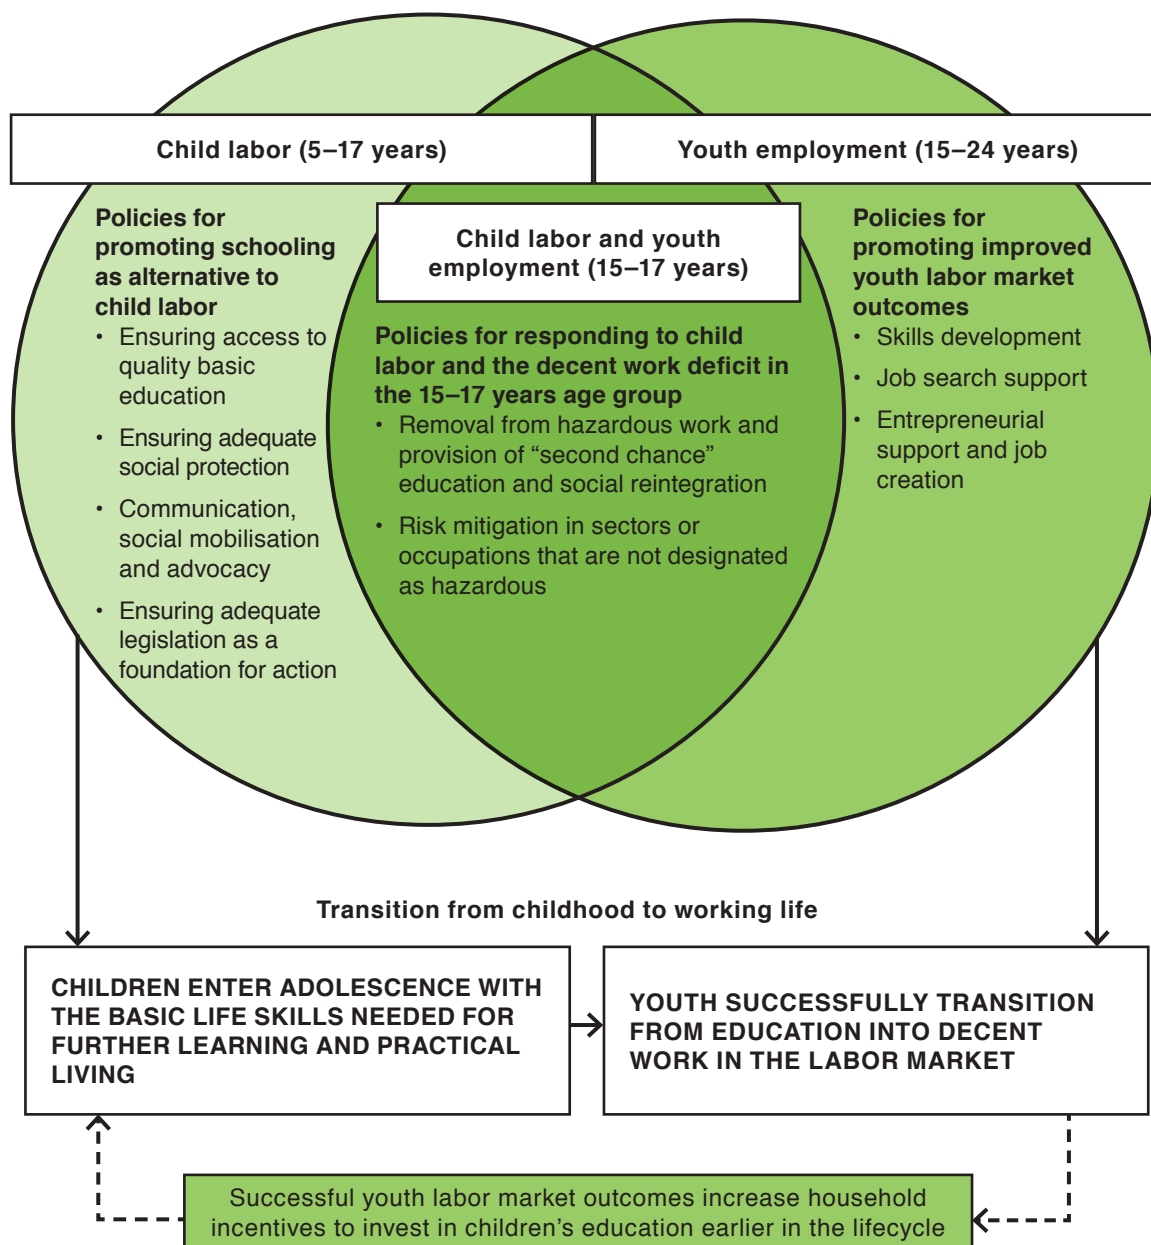 Child labor (5–17 years)
Youth employment (15–24 years)
Policies for
promoting schooling
as alternative to
child labor
• Ensuring access to
quality basic
education
• Ensuring adequate
social protection
• Communication,
social mobilisation
and advocacy
• Ensuring adequate
legislation as a
foundation for action
Child labor and youth
employment (15–17 years)
Policies for responding to child
labor and the decent work deficit in
the 15–17 years age group
• Removal from hazardous work and
provision of “second chance”
education and social reintegration
• Risk mitigation in sectors or
occupations that are not designated
as hazardous
Policies for
promoting improved
youth labor market
outcomes
• Skills development
• Job search support
• Entrepreneurial
support and job
creation
Transition from childhood to working life
CHILDREN ENTER ADOLESCENCE WITH
THE BASIC LIFE SKILLS NEEDED FOR
FURTHER LEARNING AND PRACTICAL
LIVING
YOUTH SUCCESSFULLY TRANSITION
FROM EDUCATION INTO DECENT
WORK IN THE LABOR MARKET
Successful youth labor market outcomes increase household
incentives to invest in children’s education earlier in the lifecycle